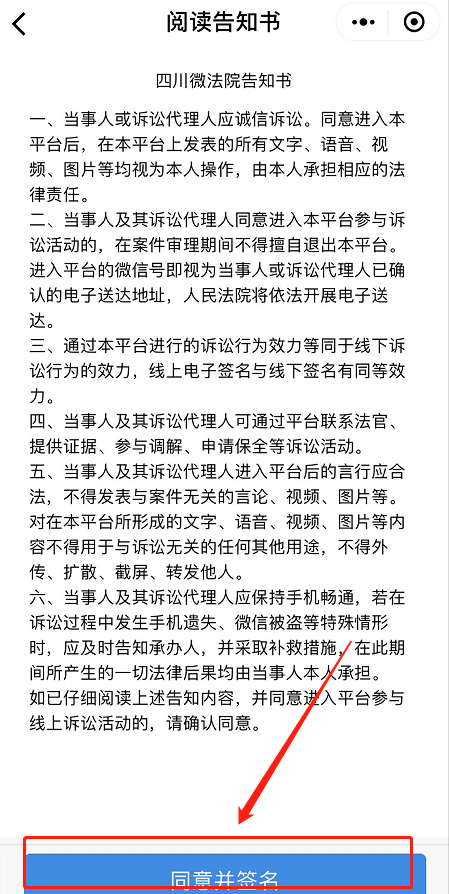 阅读告知书
四川微法院告知书
一、当事人或诉讼代理人应诚信诉讼。同意进入本
平台后，在本平台上发表的所有文字、语音、视
频、图片等均视为本人操作，由本人承担相应的法
律责任。
二、当事人及其诉讼代理人同意进入本平台参与诉
讼活动的，在案件审理期间不得擅自退出本平台。
进入平台的微信号即视为当事人或诉讼代理人已确
认的电子送达地址，人民法院将依法开展电子送
达。
三、通过本平台进行的诉讼行为效力等同于线下诉
讼行为的效力，线上电子签名与线下签名有同等效
力。
四、当事人及其诉讼代理人可通过平台联系法官、
提供证据、参与调解、申请保全等诉讼活动。
五、当事人及其诉讼代理人进入平台后的言行应合
法，不得发表与案件无关的言论、视频、图片等。
对在本平台所形成的文字、语音、视频、图片等内
容不得用于与诉讼无关的任何其他用途，不得外
传、扩散、截屏、转发他人。
六、当事人及其诉讼代理人应保持手机畅通，若在
诉讼过程中发生手机遗失、微信被盗等特殊情形
时，应及时告知承办人，并采取补救措施，在此期
间所产生的一切法律后果均由当事人本人承担。
如已仔细阅读上述告知内容，并同意进入平台参与
线上诉讼活动的，请确认同意。
同意并签名